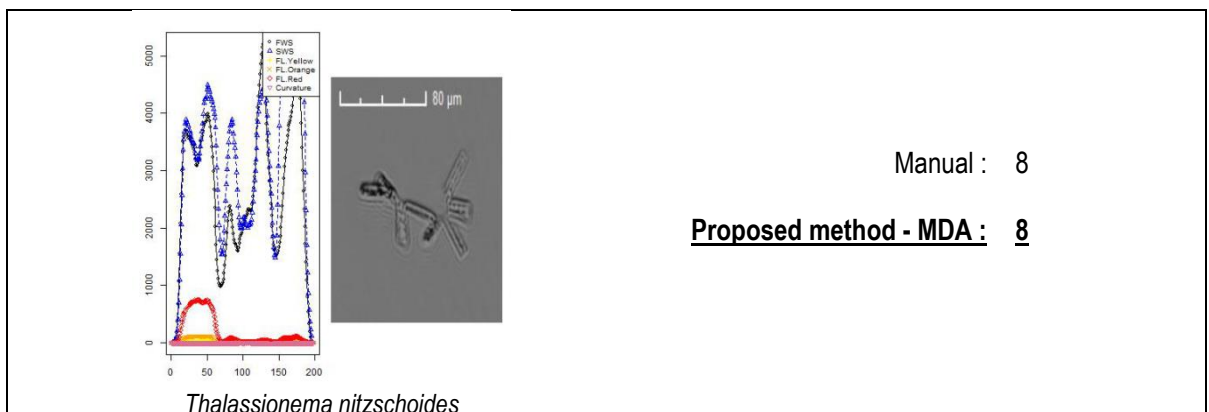 5000
4000
3000
2000
1000
0
0 50 100 150 200
FWS
SWS
FL.Yellow
FL.Orange
FL.Red
Curvature
80 µm
Thalassionema nitzschoides
Manual : 8
Proposed method - MDA : 8